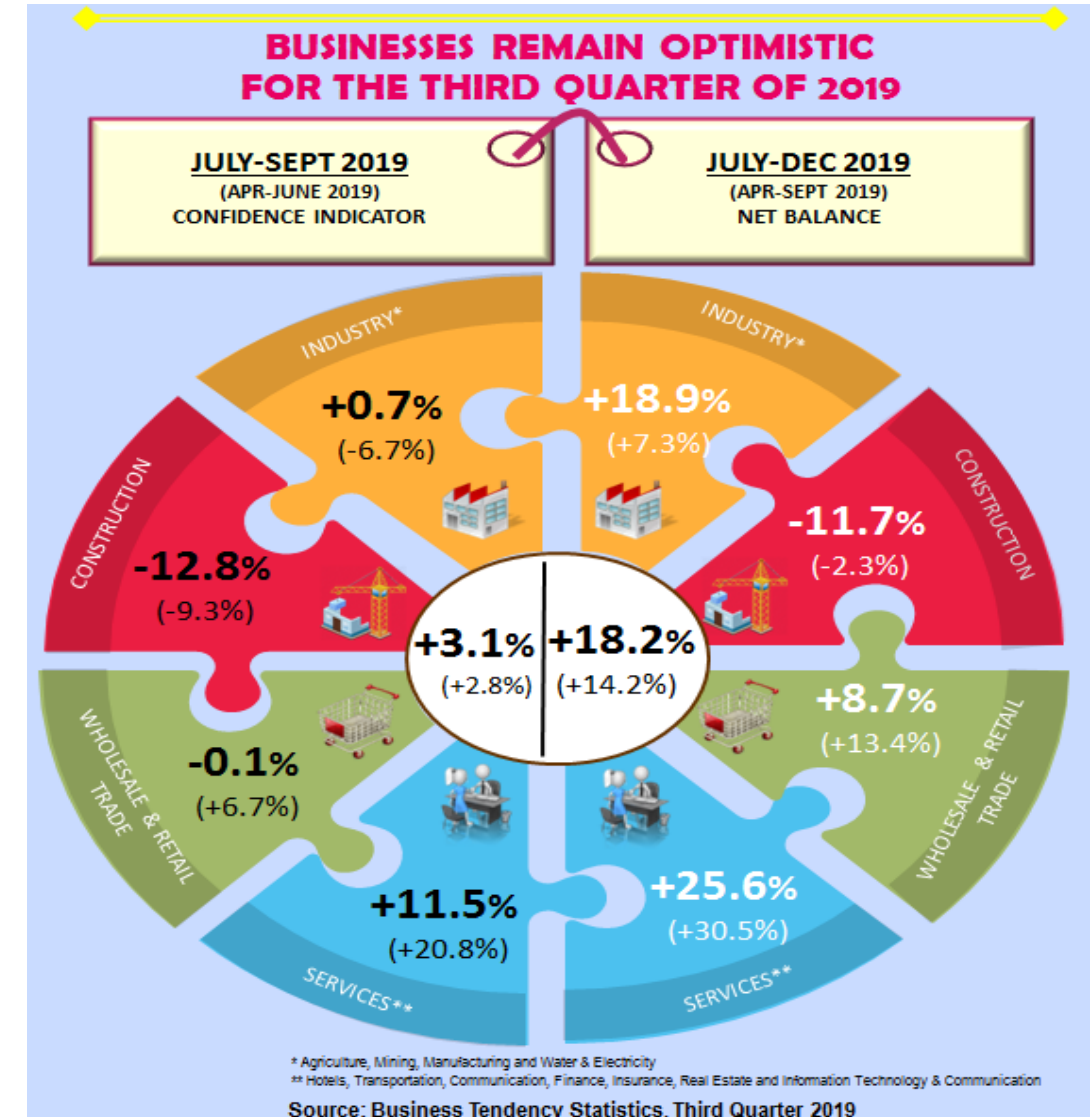 BUSINESSES REMAIN OPTIMISTIC
FOR THE THIRD QUARTER OF 2019
JULY-SEPT 2019
(APR-JUNE 2019)
CONFIDENCE INDICATOR
JULY-DEC 2019
(APR-SEPT 2019)
NET BALANCE
INDUSTRY*
+0.7%
(-6.7%)
INDUSTRY*
+18.9%
(+7.3%)
CONSTRUCTION
-12.8%
(-9.3%)
CONSTRUCTION
-11.7%
(-2.3%)
+3.1%
(+2.8%)
+18.2%
(+14.2%)
WHOLESALE & RETAIL
TRADE
-0.1%
(+6.7%)
WHOLESALE & RETAIL
TRADE
+8.7%
(+13.4%)
SERVICES**
+11.5%
(+20.8%)
SERVICES**
+25.6%
(+30.5%)
* Agriculture, Mining, Manufacturing and Water & Electricity
** Hotels, Transportation, Communication, Finance, Insurance, Real Estate and Information Technology & Communication
Source: Business Tendency Statistics, Third Quarter 2019